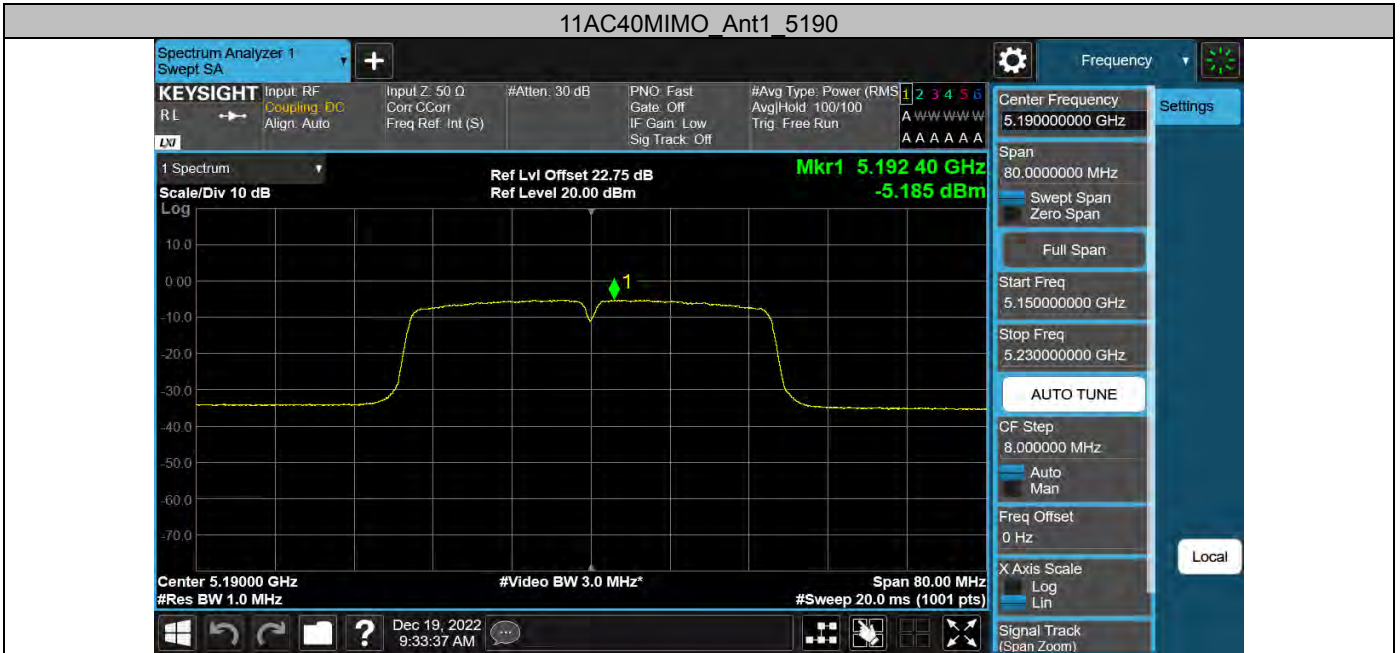 11AC40MIMO_Ant1_5190
Spectrum Analyzer 1
Swept SA
Frequency
KEYSIGHT
RL
LXI
Input: RF
Coupling: DC
Align: Auto
Input Z: 50 Ω
Corr CCorr
Freq Ref: Int (S)
#Atten: 30 dB
PNO: Fast
Gate: Off
IF Gain: Low
Sig Track: Off
#Avg Type: Power (RMS
Avg|Hold: 100/100
Trig: Free Run
1 2 3 4 5 6
A W W W W W
A A A A A A
Center Frequency
5.190000000 GHz
Settings
Span
80.0000000 MHz
Swept Span
Zero Span
Full Span
Start Freq
5.150000000 GHz
Stop Freq
5.230000000 GHz
AUTO TUNE
CF Step
8.000000 MHz
Auto
Man
Freq Offset
0 Hz
X Axis Scale
Log
Lin
Signal Track
(Span Zoom)
Local
1 Spectrum
Scale/Div 10 dB
Log
Ref Lvl Offset 22.75 dB
Ref Level 20.00 dBm
Mkr1 5.192 40 GHz
-5.185 dBm
1
10.0
0.00
-10.0
-20.0
-30.0
-40.0
-50.0
-60.0
-70.0
Center 5.19000 GHz
#Res BW 1.0 MHz
#Video BW 3.0 MHz*
Span 80.00 MHz
#Sweep 20.0 ms (1001 pts)
?
Dec 19, 2022
9:33:37 AM